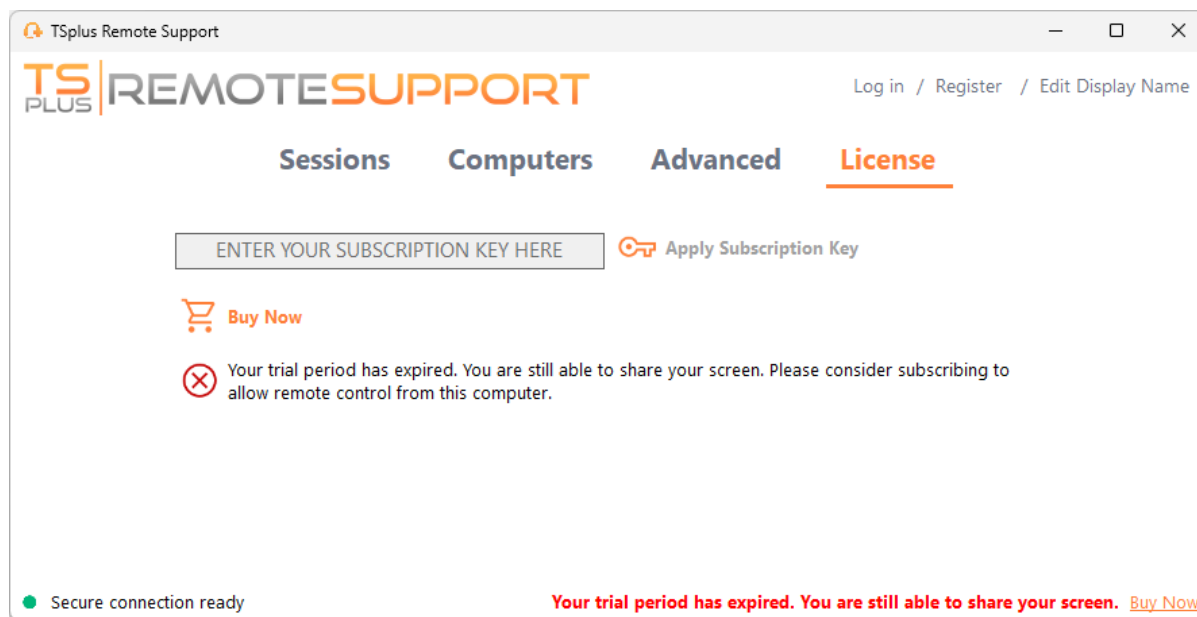 TSplus Remote Support
TS PLUS REMOTESUPPORT
Log in / Register / Edit Display Name
Sessions Computers Advanced License
ENTER YOUR SUBSCRIPTION KEY HERE Apply Subscription Key
Buy Now
Your trial period has expired. You are still able to share your screen. Please consider subscribing to
allow remote control from this computer.
Secure connection ready Your trial period has expired. You are still able to share your screen. Buy Now